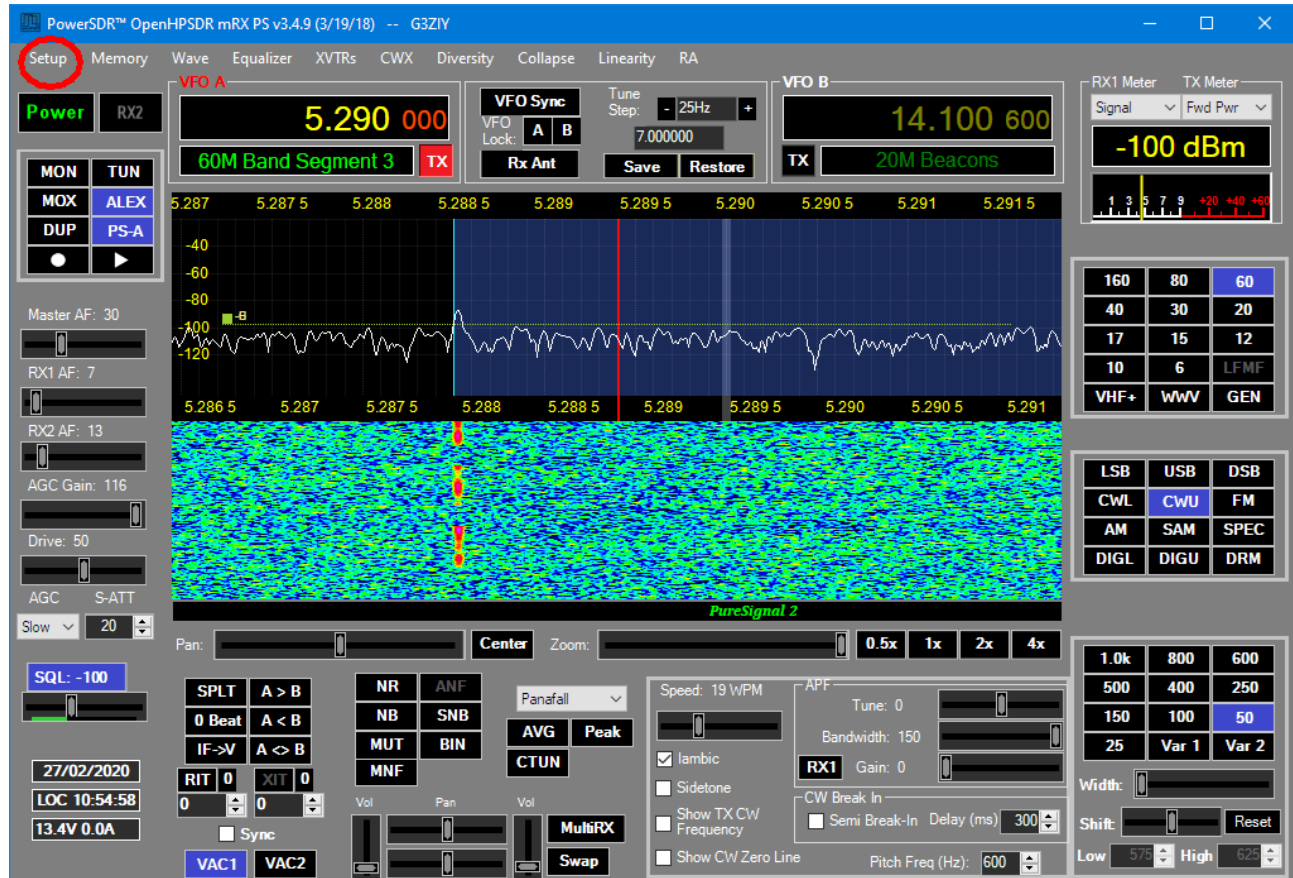 PowerSDR™ OpenHPSDR mRX PS v3.4.9 (3/19/18) -- G3ZIY
Setup Memory Wave Equalizer XVTRs CWX Diversity Collapse Linearity RA
Power RX2
MON TUN
MOX ALEX
DUP PS-A
Master AF: 30
RX1 AF: 7
RX2 AF: 13
AGC Gain: 116
Drive: 50
AGC S-ATT
Slow 20
SQL: -100
27/02/2020
LOC 10:54:58
13.4V 0.0A
VFO A
5.290 000
60M Band Segment 3 TX
VFO Sync
VFO Lock: A B
Rx Ant
Tune Step: - 25Hz +
7.000000
Save Restore
VFO B
14.100 600
TX 20M Beacons
RX1 Meter TX Meter
Signal Fwd Pwr
-100 dBm
1 3 5 7 9 +20 +40 +60
5.287 5.287 5 5.288 5.288 5 5.289 5.289 5 5.290 5.290 5 5.291 5.291 5
-40
-60
-80
-100
-120
5.286 5 5.287 5.287 5 5.288 5.288 5 5.289 5.289 5 5.290 5.290 5 5.291
PureSignal 2
Pan: Center Zoom: 0.5x 1x 2x 4x
160 80 60
40 30 20
17 15 12
10 6 LFMF
VHF+ WWV GEN
LSB USB DSB
CWL CWU FM
AM SAM SPEC
DIGL DIGU DRM
SPLT A > B
0 Beat A < B
IF->V A <> B
RIT 0 XIT 0
0 0
Sync
VAC1 VAC2
NR ANF
NB SNB
MUT BIN
MNF
Panafall
AVG Peak
CTUN
Vol Pan Vol
MultiRX
Swap
Speed: 19 WPM
Iambic
Sidetone
Show TX CW Frequency
Show CW Zero Line
APF
Tune: 0
Bandwidth: 150
RX1 Gain: 0
CW Break In
Semi Break-In Delay (ms) 300
Pitch Freq (Hz): 600
1.0k 800 600
500 400 250
150 100 50
25 Var 1 Var 2
Width:
Shift: Reset
Low 575 High 625